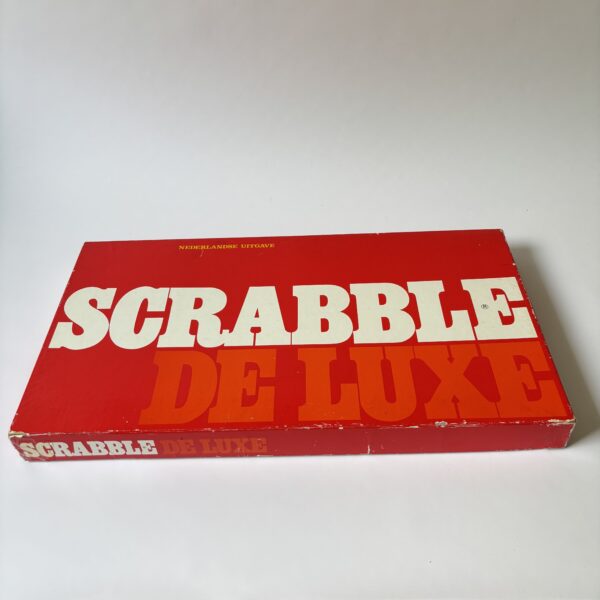 NEDERLANDSE UITGAVE
SCRABBLE®
DE LUXE
SCRABBLE DE LUXE